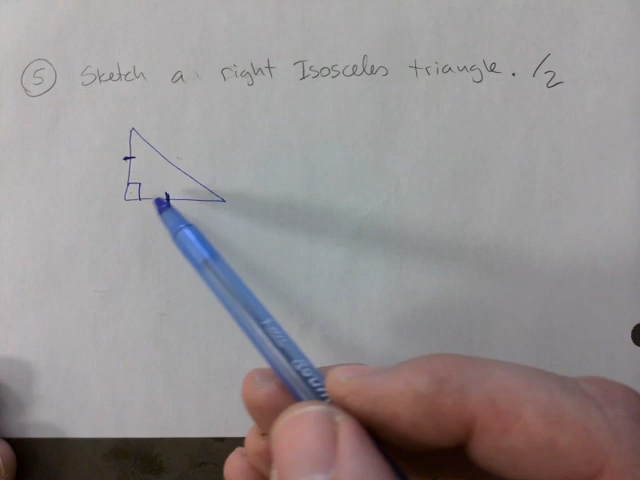 ⑤ Sketch a right Isosceles triangle. /2